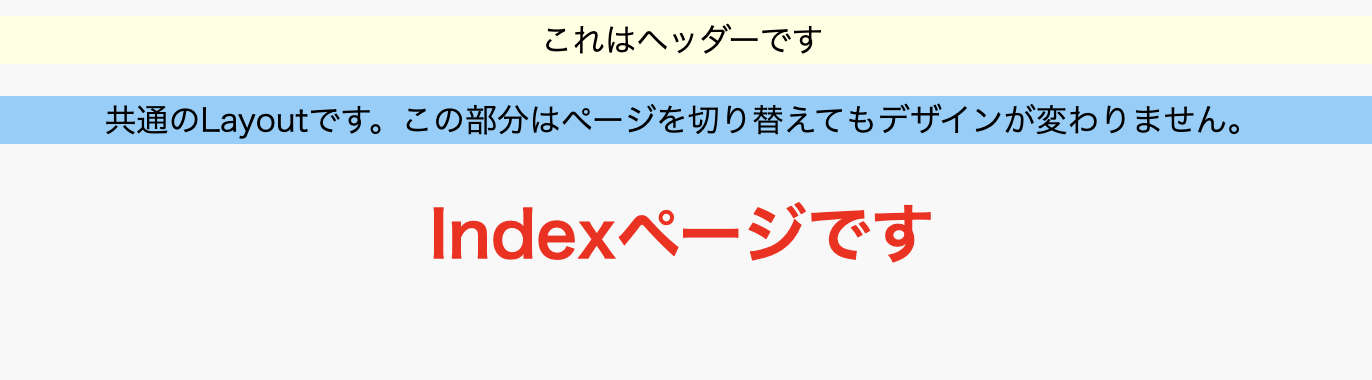 これはヘッダーです
共通のLayoutです。この部分はページを切り替えてもデザインが変わりません。
Indexページです